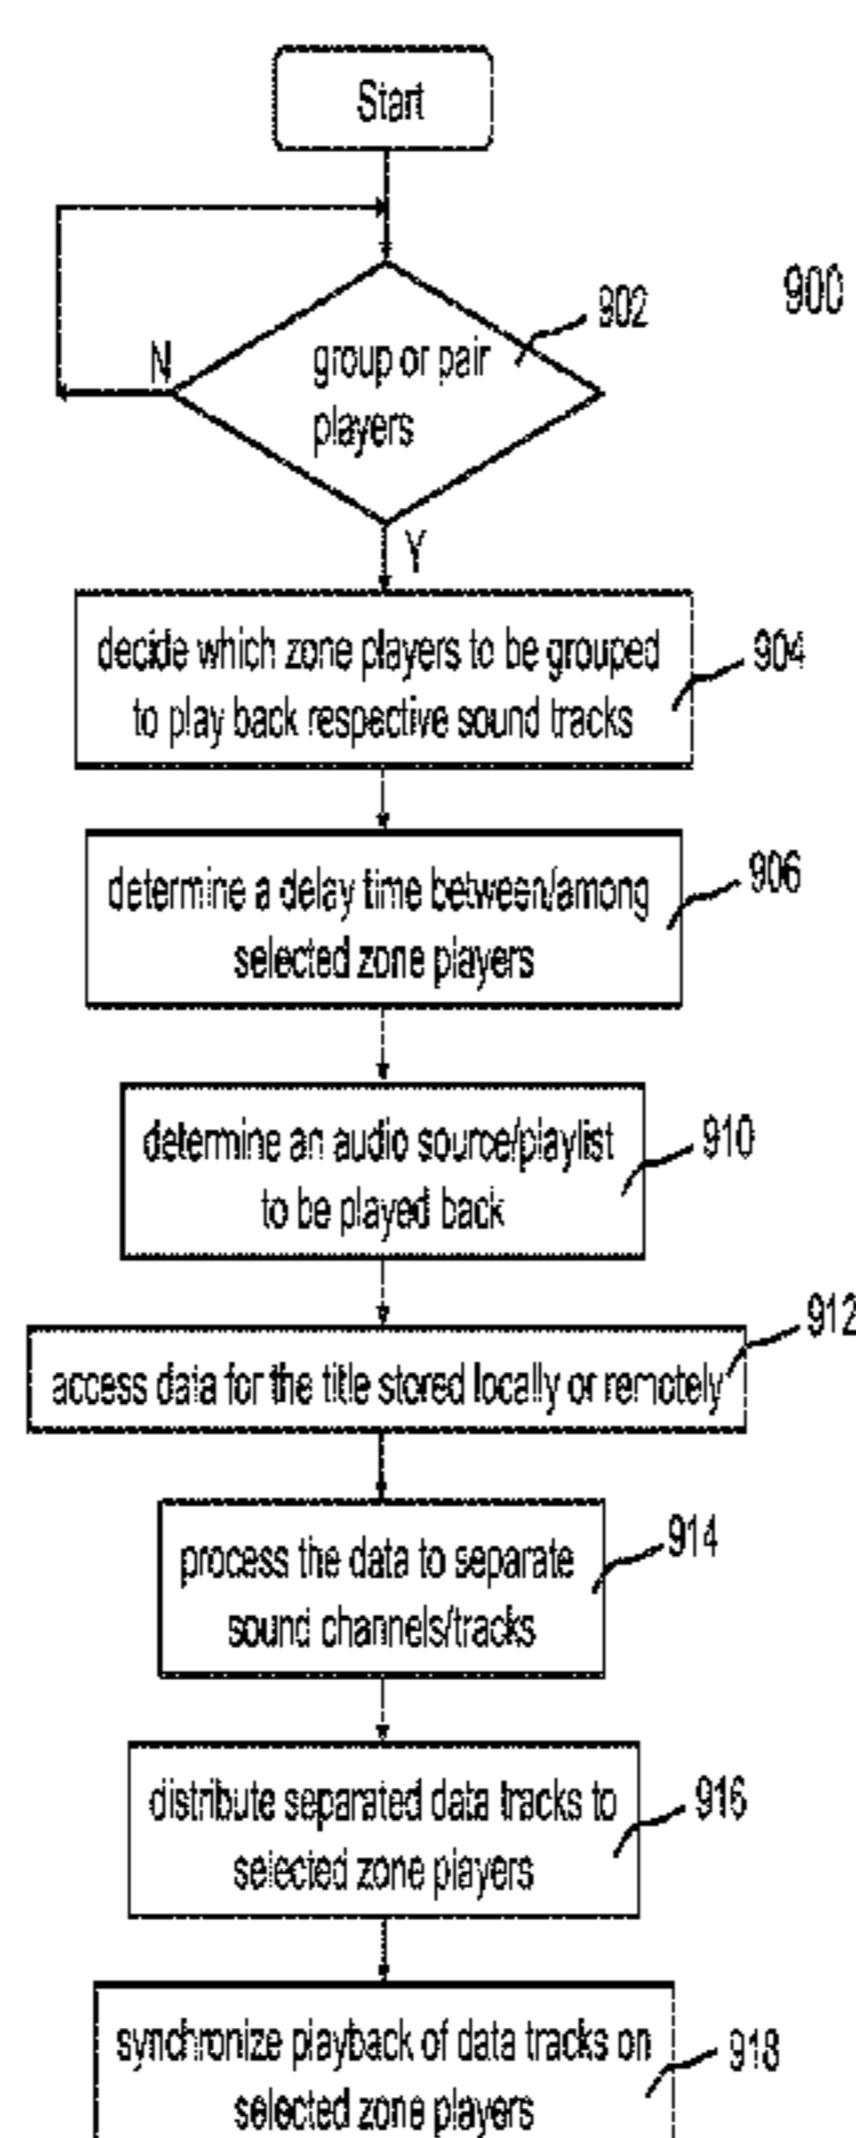 Start
900
902
group or pair
players
N
Y
decide which zone players to be grouped
to play back respective sound tracks
904
determine a delay time between/among
selected zone players
906
determine an audio source/playlist
to be played back
910
access data for the title stored locally or remotely
912
process the data to separate
sound channels/tracks
914
distribute separated data tracks to
selected zone players
916
synchronize playback of data tracks on
selected zone players
918